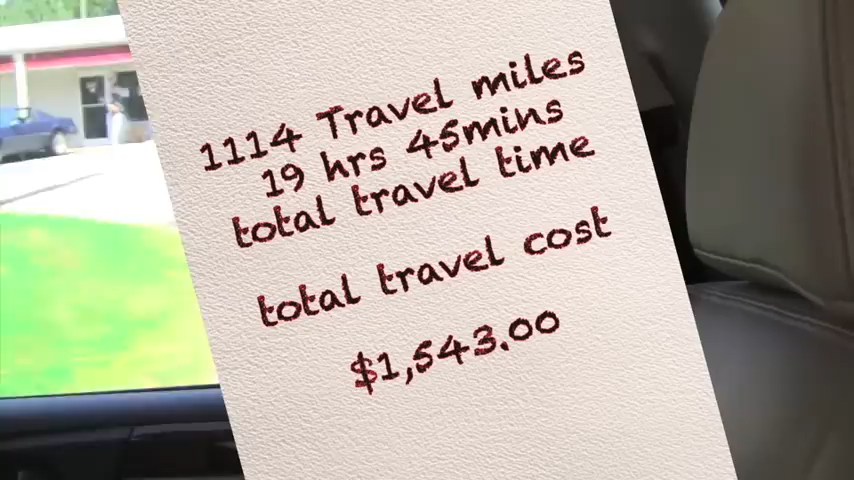 1114 Travel miles
19 hrs 45mins
total travel time
total travel cost
$1,543.00